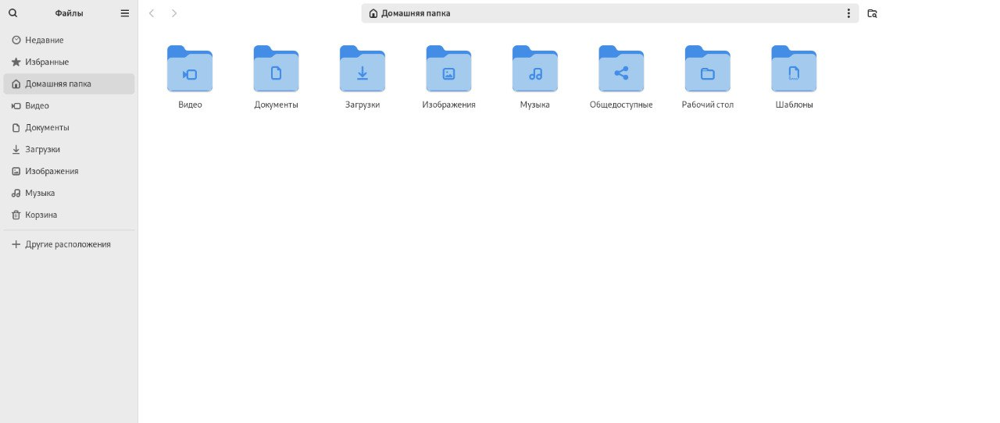 Файлы
Домашняя папка
Недавние
Избранные
Домашняя папка
Видео
Документы
Загрузки
Изображения
Музыка
Корзина
Другие расположения
Видео
Документы
Загрузки
Изображения
Музыка
Общедоступные
Рабочий стол
Шаблоны